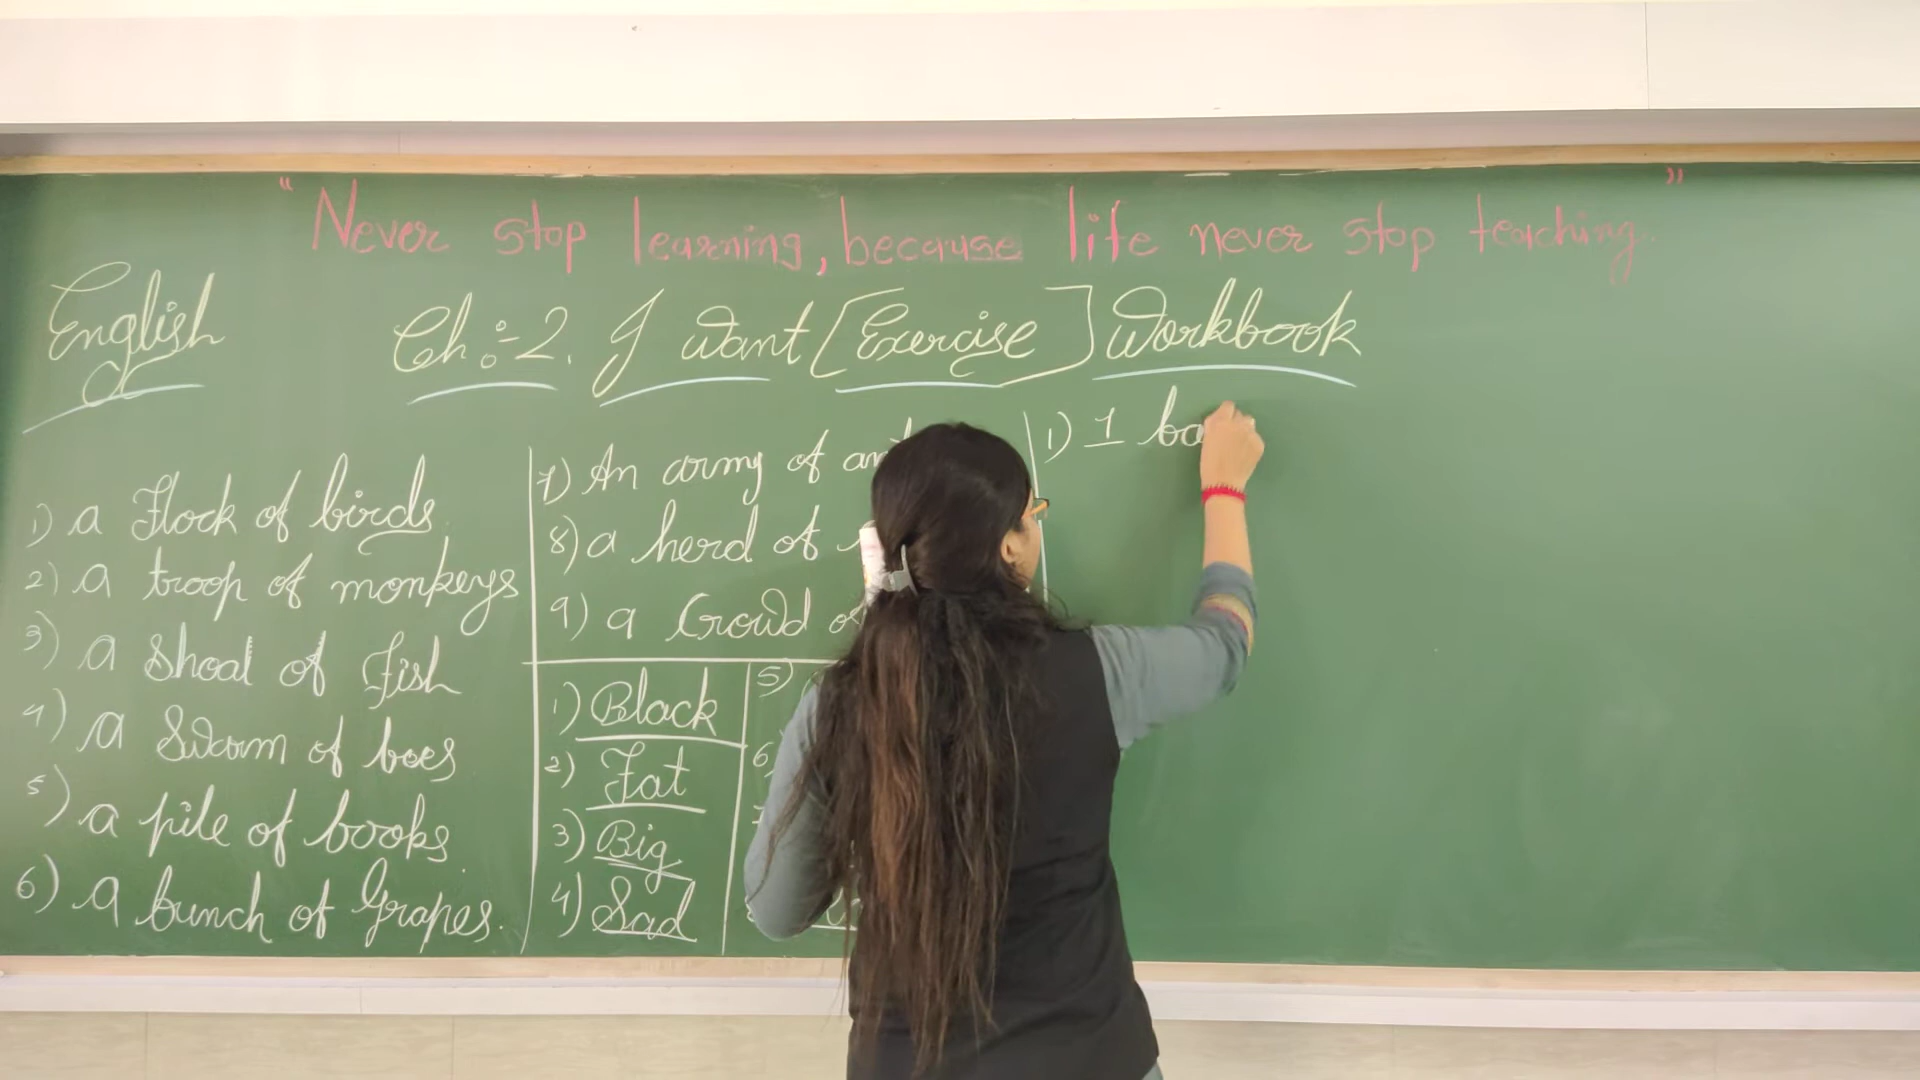 "Never stop learning, because life never stop teaching."
English
Ch:-2. I want [Exercise] Workbook
1) a Flock of birds
2) a troop of monkeys
3) a Shoal of Fish
4) a Swarm of bees
5) a pile of books
6) a bunch of Grapes.
7) An army of
8) a herd of
9) a Crowd of
1) Black
2) Fat
3) Big
4) Sad
5)
6)
1) 1